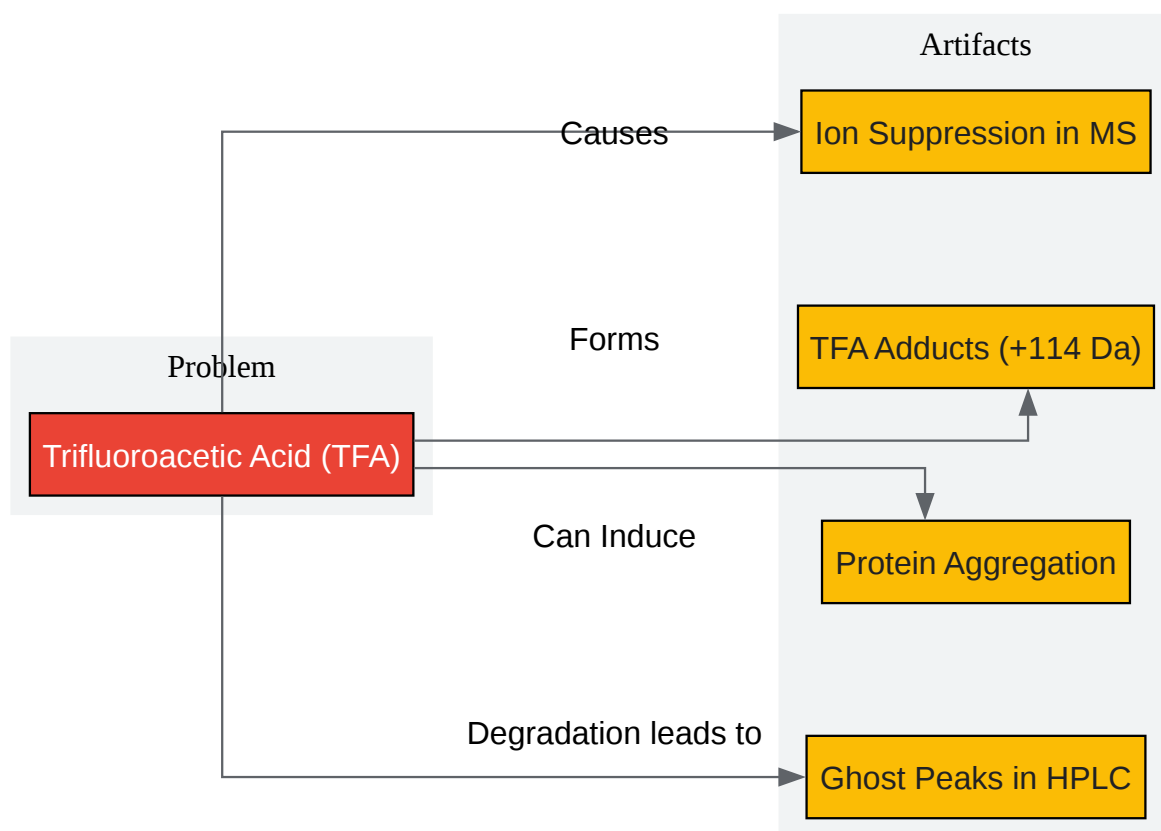 Artifacts
Causes
Ion Suppression in MS
Forms
TFA Adducts (+114 Da)
Problem
Trifluoroacetic Acid (TFA)
Can Induce
Protein Aggregation
Degradation leads to
Ghost Peaks in HPLC